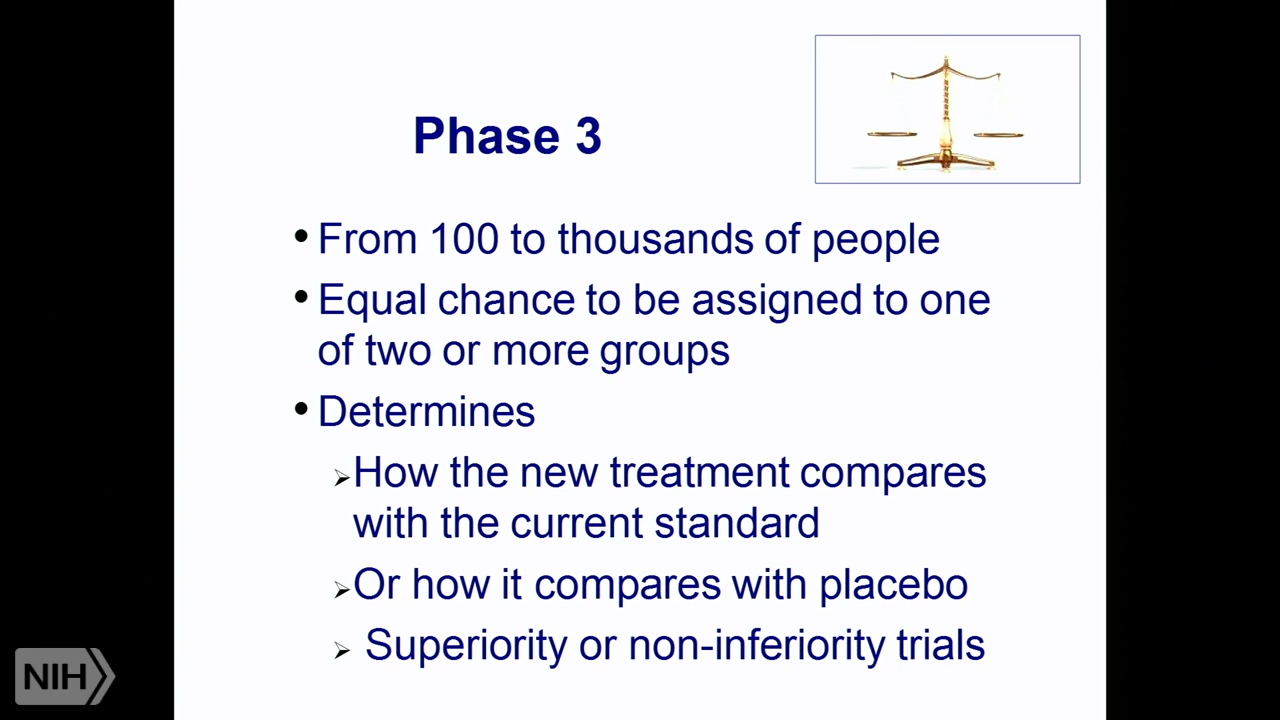 Phase 3
• From 100 to thousands of people
• Equal chance to be assigned to one
of two or more groups
• Determines
➢How the new treatment compares
with the current standard
➢Or how it compares with placebo
➢ Superiority or non-inferiority trials
NIH